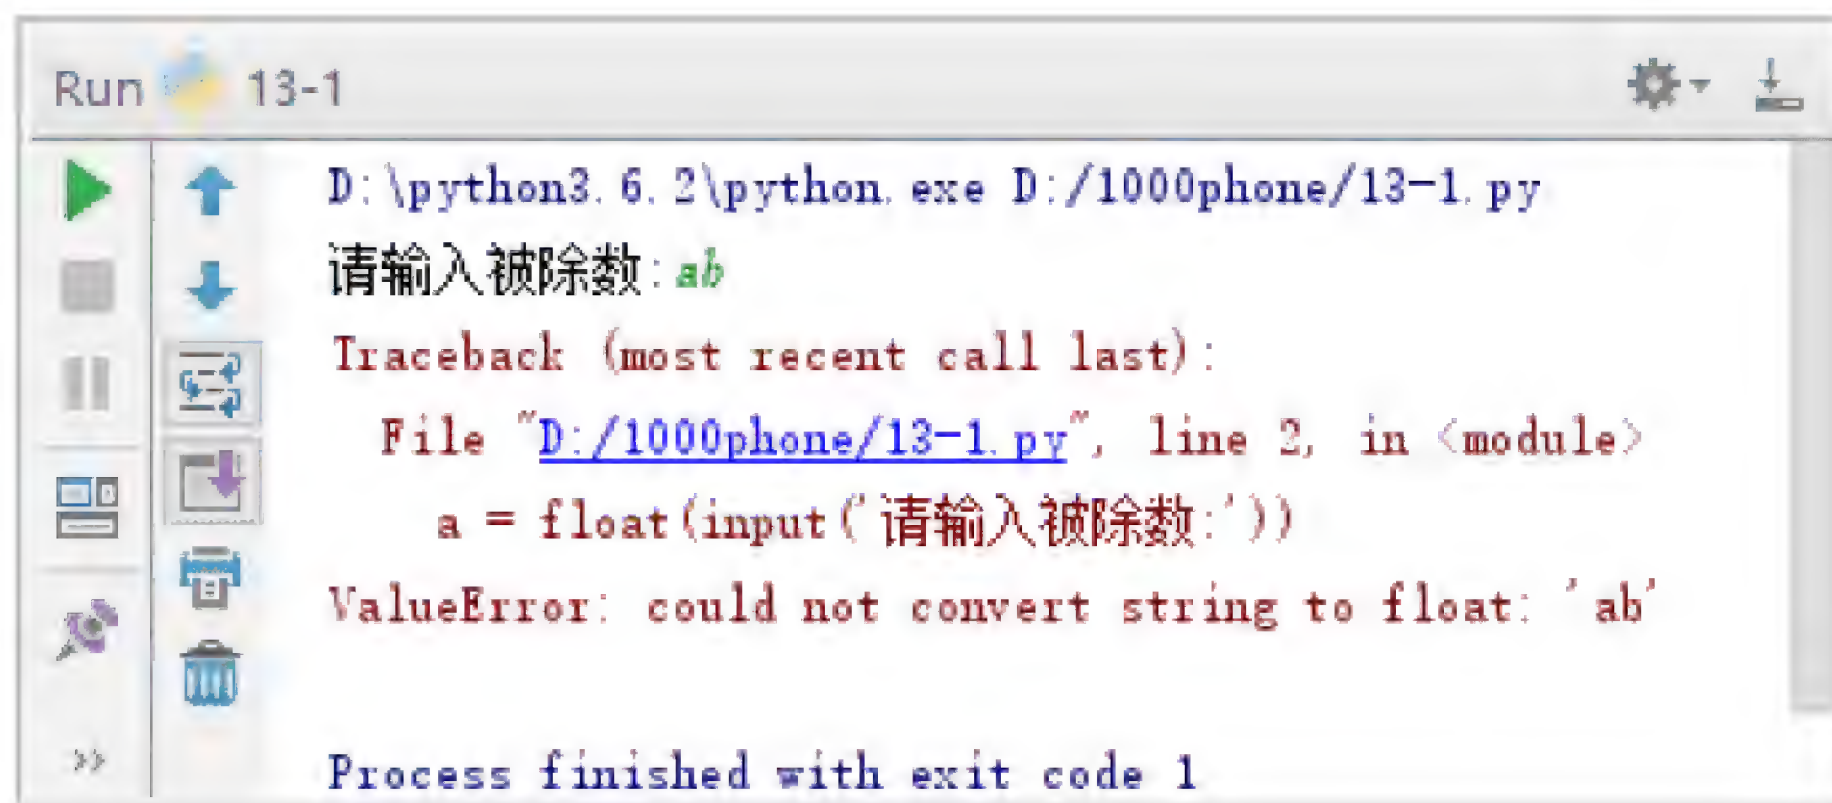 Run 13-1
D:\python3.6.2\python.exe D:/1000phone/13-1.py
请输入被除数:ab
Traceback (most recent call last):
File "D:/1000phone/13-1.py", line 2, in <module>
a = float(input('请输入被除数:'))
ValueError: could not convert string to float: 'ab'
Process finished with exit code 1